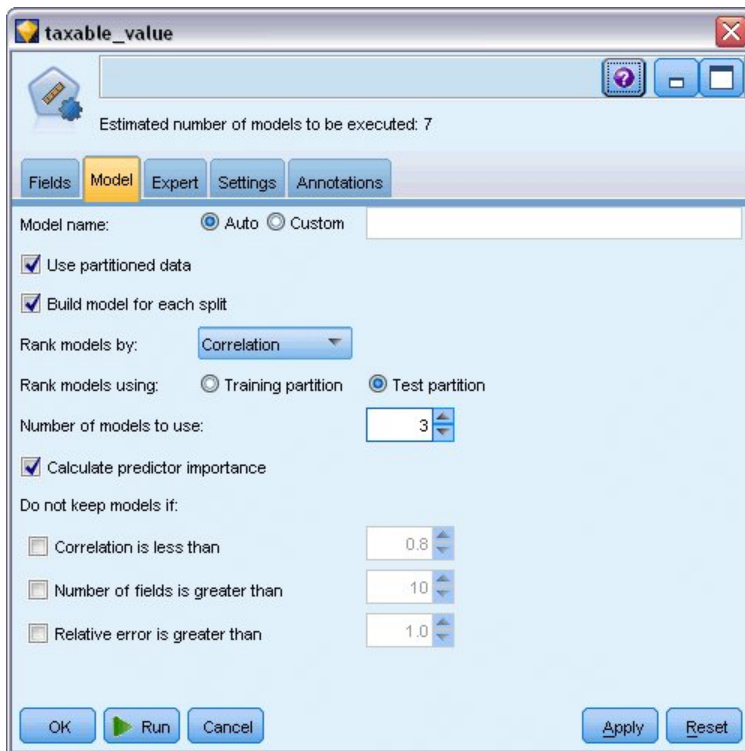 taxable_value
Estimated number of models to be executed: 7
Fields Model Expert Settings Annotations
Model name: Auto Custom
Use partitioned data
Build model for each split
Rank models by: Correlation
Rank models using: Training partition Test partition
Number of models to use: 3
Calculate predictor importance
Do not keep models if:
Correlation is less than 0.8
Number of fields is greater than 10
Relative error is greater than 1.0
OK Run Cancel Apply Reset